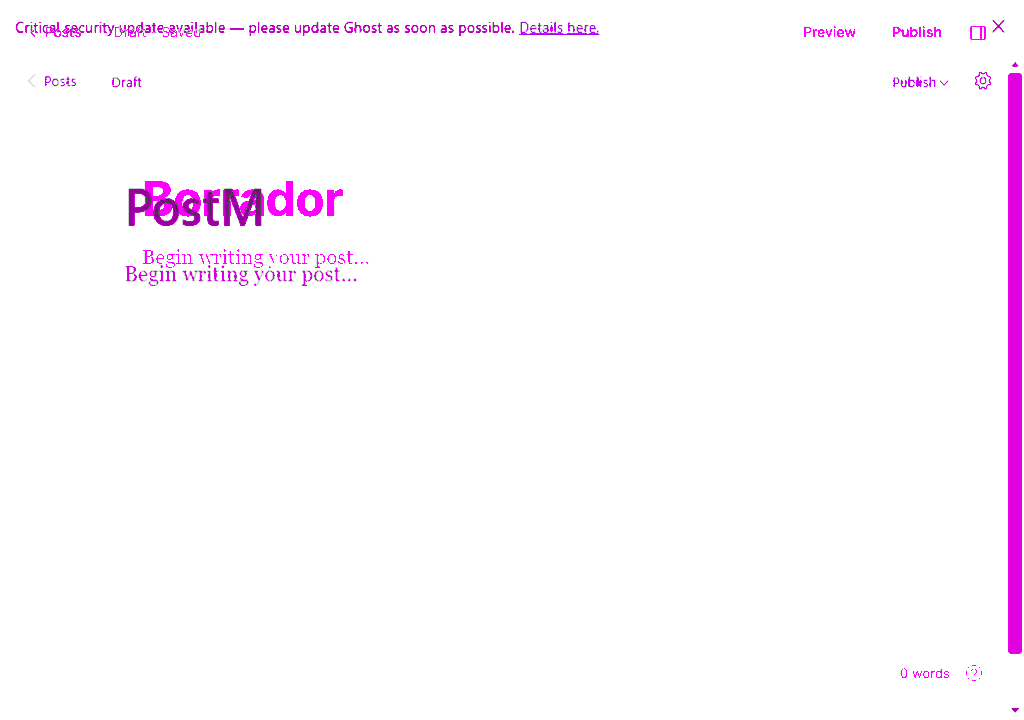 Critical security update available — please update Ghost as soon as possible. Details here.
Posts Draft - Saved Preview Publish
Posts Draft Publish
Borrador
PostM
Begin writing your post...
Begin writing your post...
0 words ?